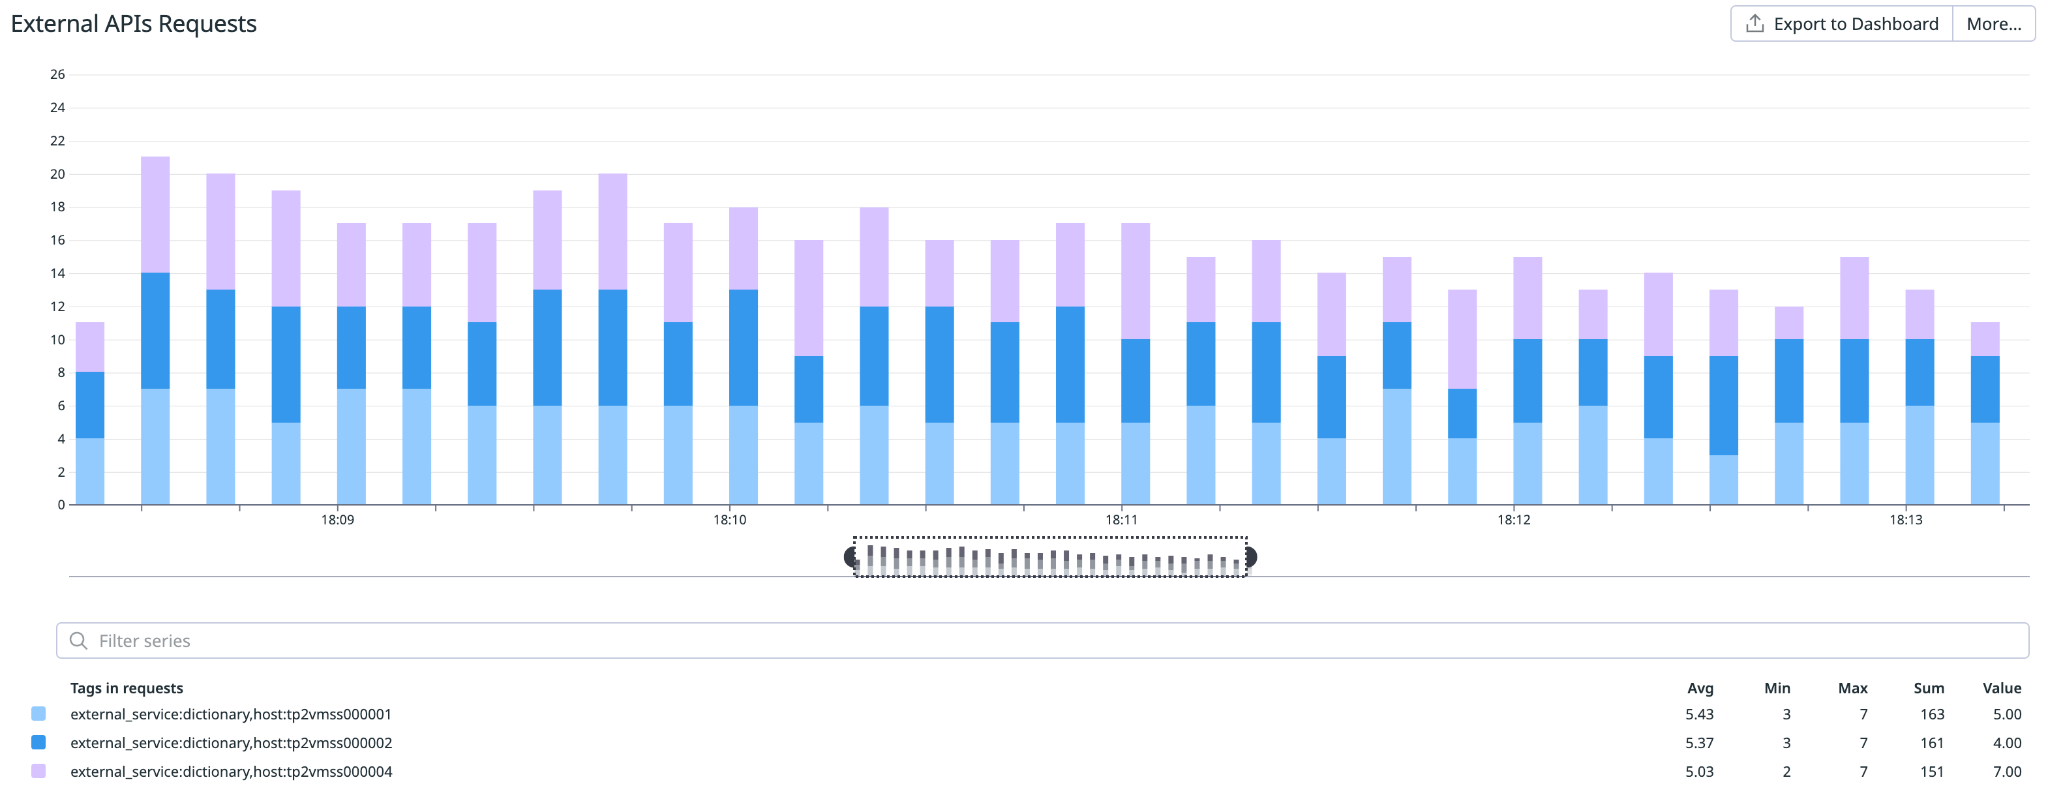 External APIs Requests
Export to Dashboard More...
26
24
22
20
18
16
14
12
10
8
6
4
2
0
18:09 18:10 18:11 18:12 18:13
Filter series
Tags in requests Avg Min Max Sum Value
external_service:dictionary,host:tp2vmss000001 5.43 3 7 163 5.00
external_service:dictionary,host:tp2vmss000002 5.37 3 7 161 4.00
external_service:dictionary,host:tp2vmss000004 5.03 2 7 151 7.00